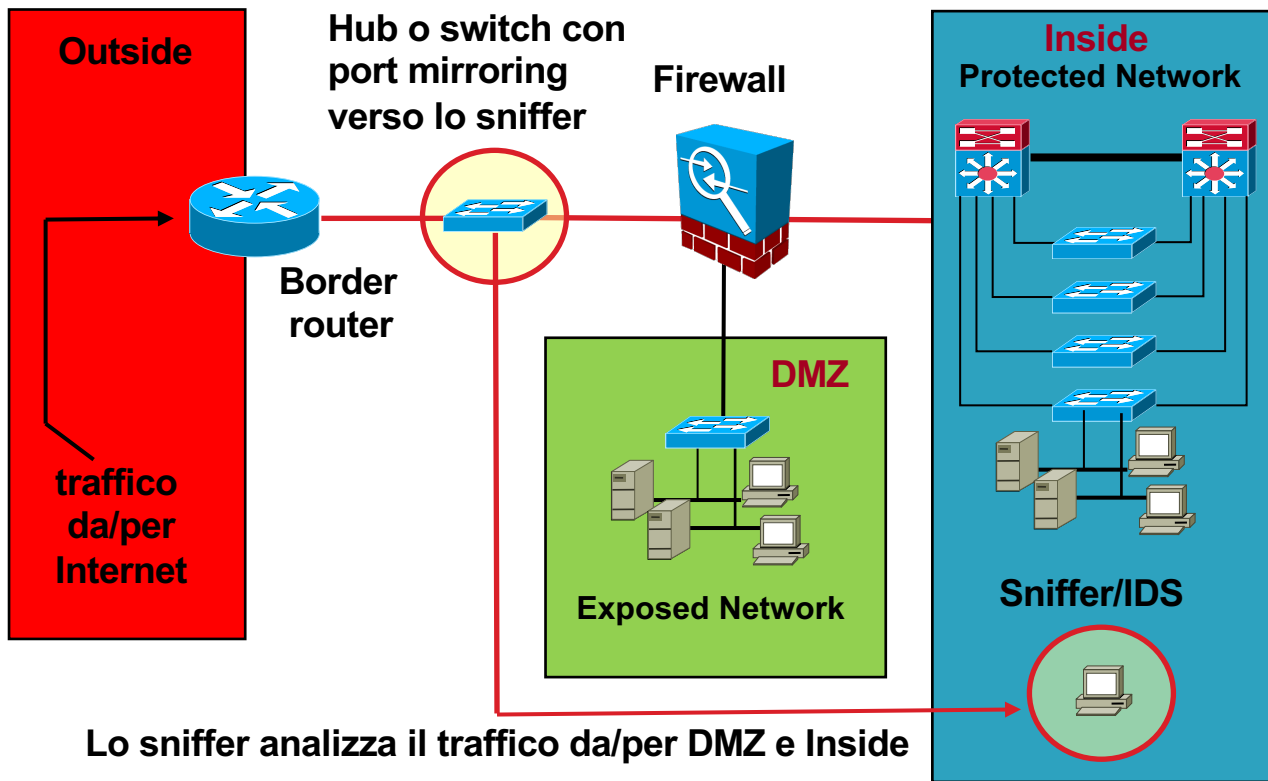 Outside
Hub o switch con
port mirroring
verso lo sniffer
Firewall
Inside
Protected Network
Border
router
DMZ
traffico
da/per
Internet
Exposed Network
Sniffer/IDS
Lo sniffer analizza il traffico da/per DMZ e Inside